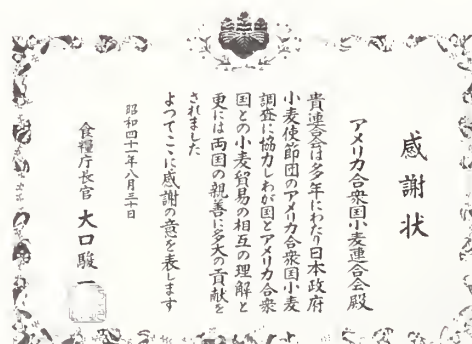 感謝状
アメリカ合衆国小麦連合会殿
貴連合会は多年にわたり日本政府
小麦使節団のアメリカ合衆国小麦
調査に協力しわが国とアメリカ合衆
国との小麦貿易の相互の理解と
更には両国の親善に多大の貢献を
されました
よつてこゝに感謝の意を表します
昭和四十一年八月三十日
食糧庁長官 大口駿一